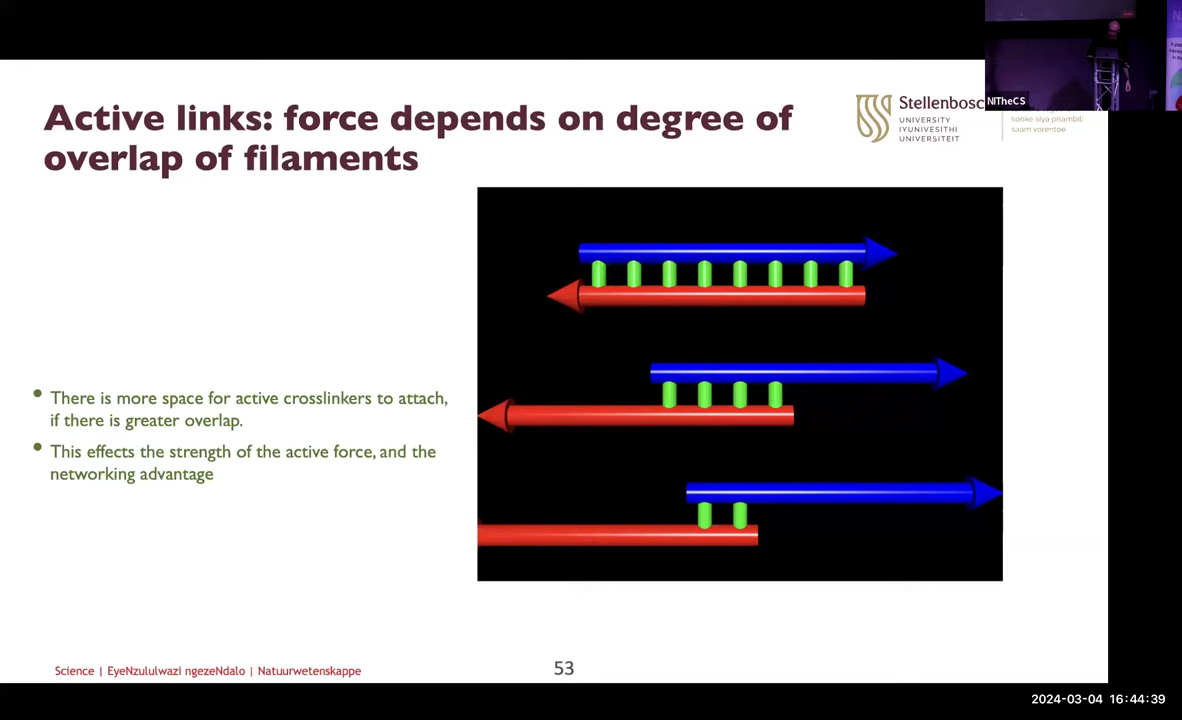 Active links: force depends on degree of
overlap of filaments
Stellenbosc
UNIVERSITY
IYUNIVESITHI
UNIVERSITEIT
NITheCS
sonke siya phambili
saam vorentoe
• There is more space for active crosslinkers to attach,
if there is greater overlap.
• This effects the strength of the active force, and the
networking advantage
Science | EyeNzululwazi ngezeNdalo | Natuurwetenskappe
53
2024-03-04 16:44:39